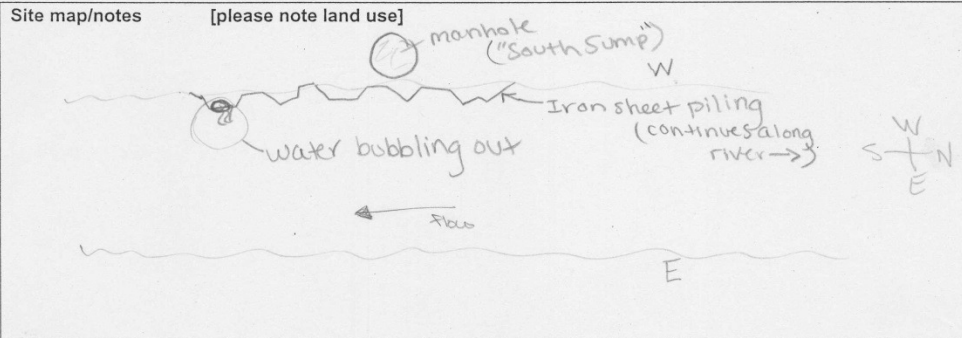 Site map/notes [please note land use]
manhole
("South Sump")
W
Iron sheet piling
(continues along
river →)
water bubbling out
W
S N
E
Flow
E